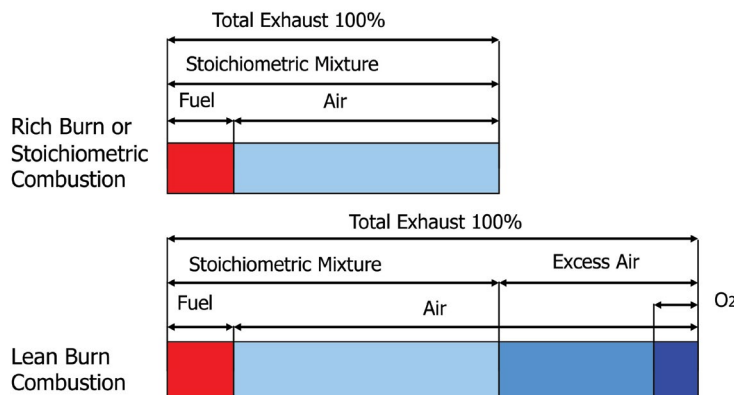 Total Exhaust 100%
Stoichiometric Mixture
Fuel
Air
Rich Burn or
Stoichiometric
Combustion
Total Exhaust 100%
Stoichiometric Mixture
Excess Air
Fuel
Air
O2
Lean Burn
Combustion